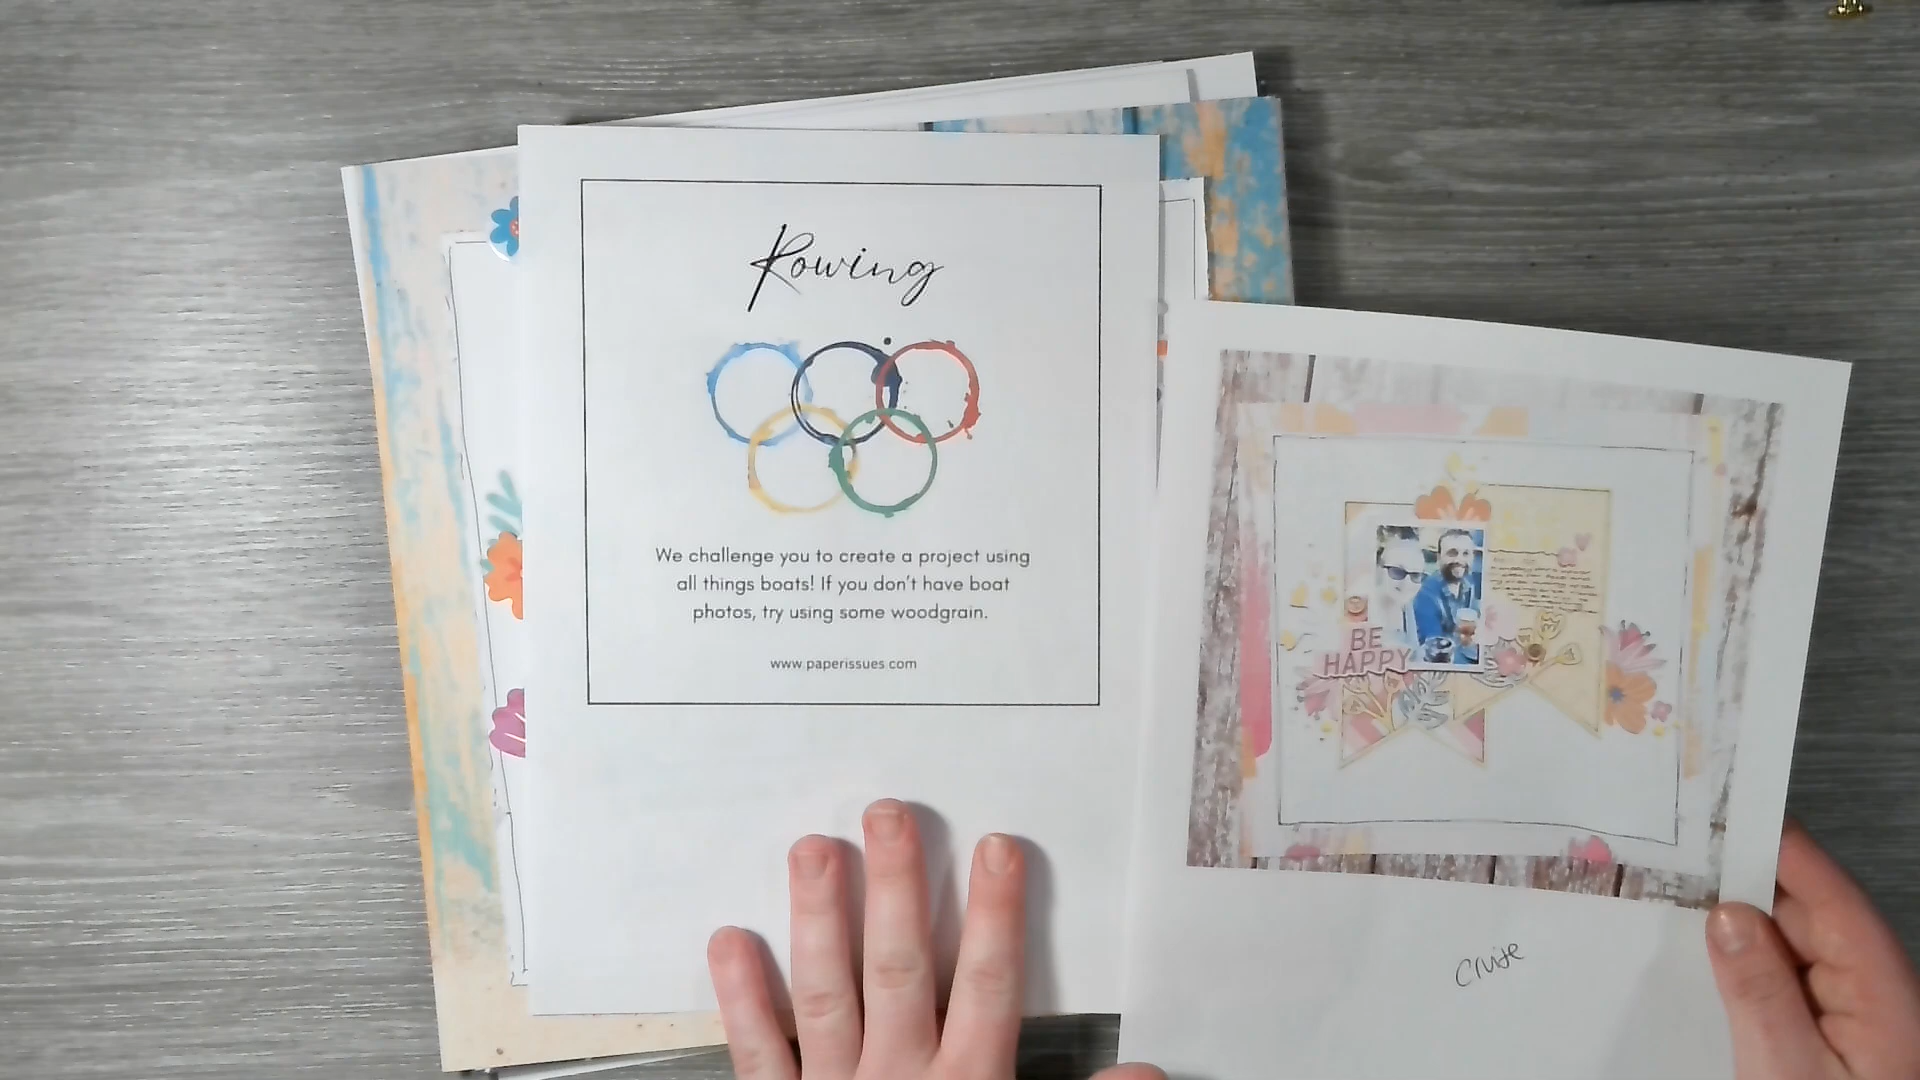 Rowing
We challenge you to create a project using
all things boats! If you don't have boat
photos, try using some woodgrain.
www.paperissues.com
BE
HAPPY
Cruise